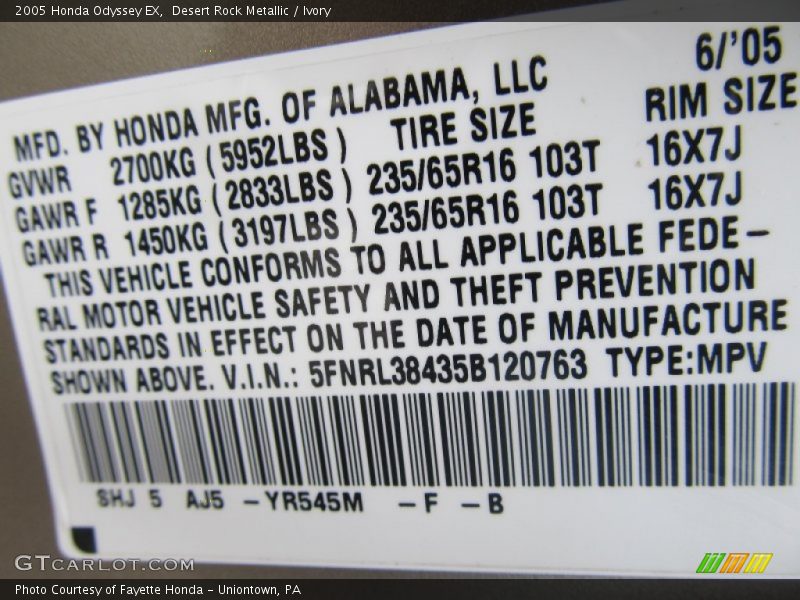 2005 Honda Odyssey EX, Desert Rock Metallic / Ivory
6/'05
MFD. BY HONDA MFG. OF ALABAMA, LLC
GVWR 2700KG (5952LBS) TIRE SIZE RIM SIZE
GAWR F 1285KG (2833LBS) 235/65R16 103T 16X7J
GAWR R 1450KG (3197LBS) 235/65R16 103T 16X7J
THIS VEHICLE CONFORMS TO ALL APPLICABLE FEDE-
RAL MOTOR VEHICLE SAFETY AND THEFT PREVENTION
STANDARDS IN EFFECT ON THE DATE OF MANUFACTURE
SHOWN ABOVE. V.I.N.: 5FNRL38435B120763 TYPE:MPV
SHJ 5 AJ5 -YR545M -F -B
GTCARLOT.COM
Photo Courtesy of Fayette Honda - Uniontown, PA